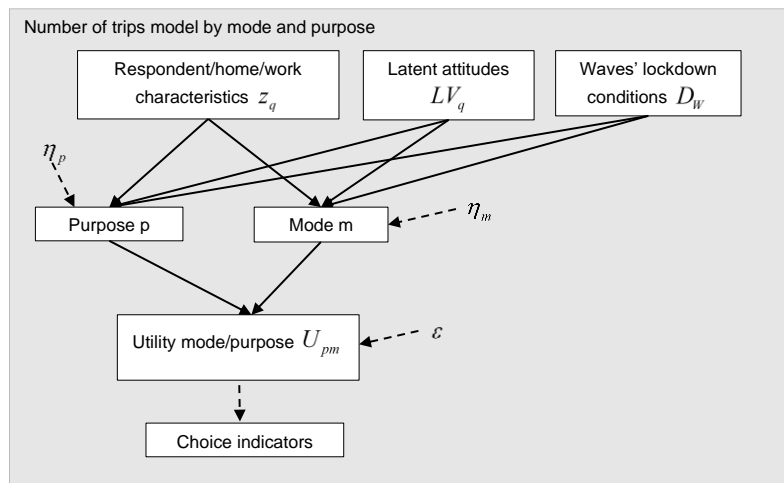 Number of trips model by mode and purpose
Respondent/home/work
characteristics z_q
Latent attitudes
LV_q
Waves' lockdown
conditions D_W
η_p
Purpose p
Mode m
η_m
Utility mode/purpose U_pm
ε
Choice indicators